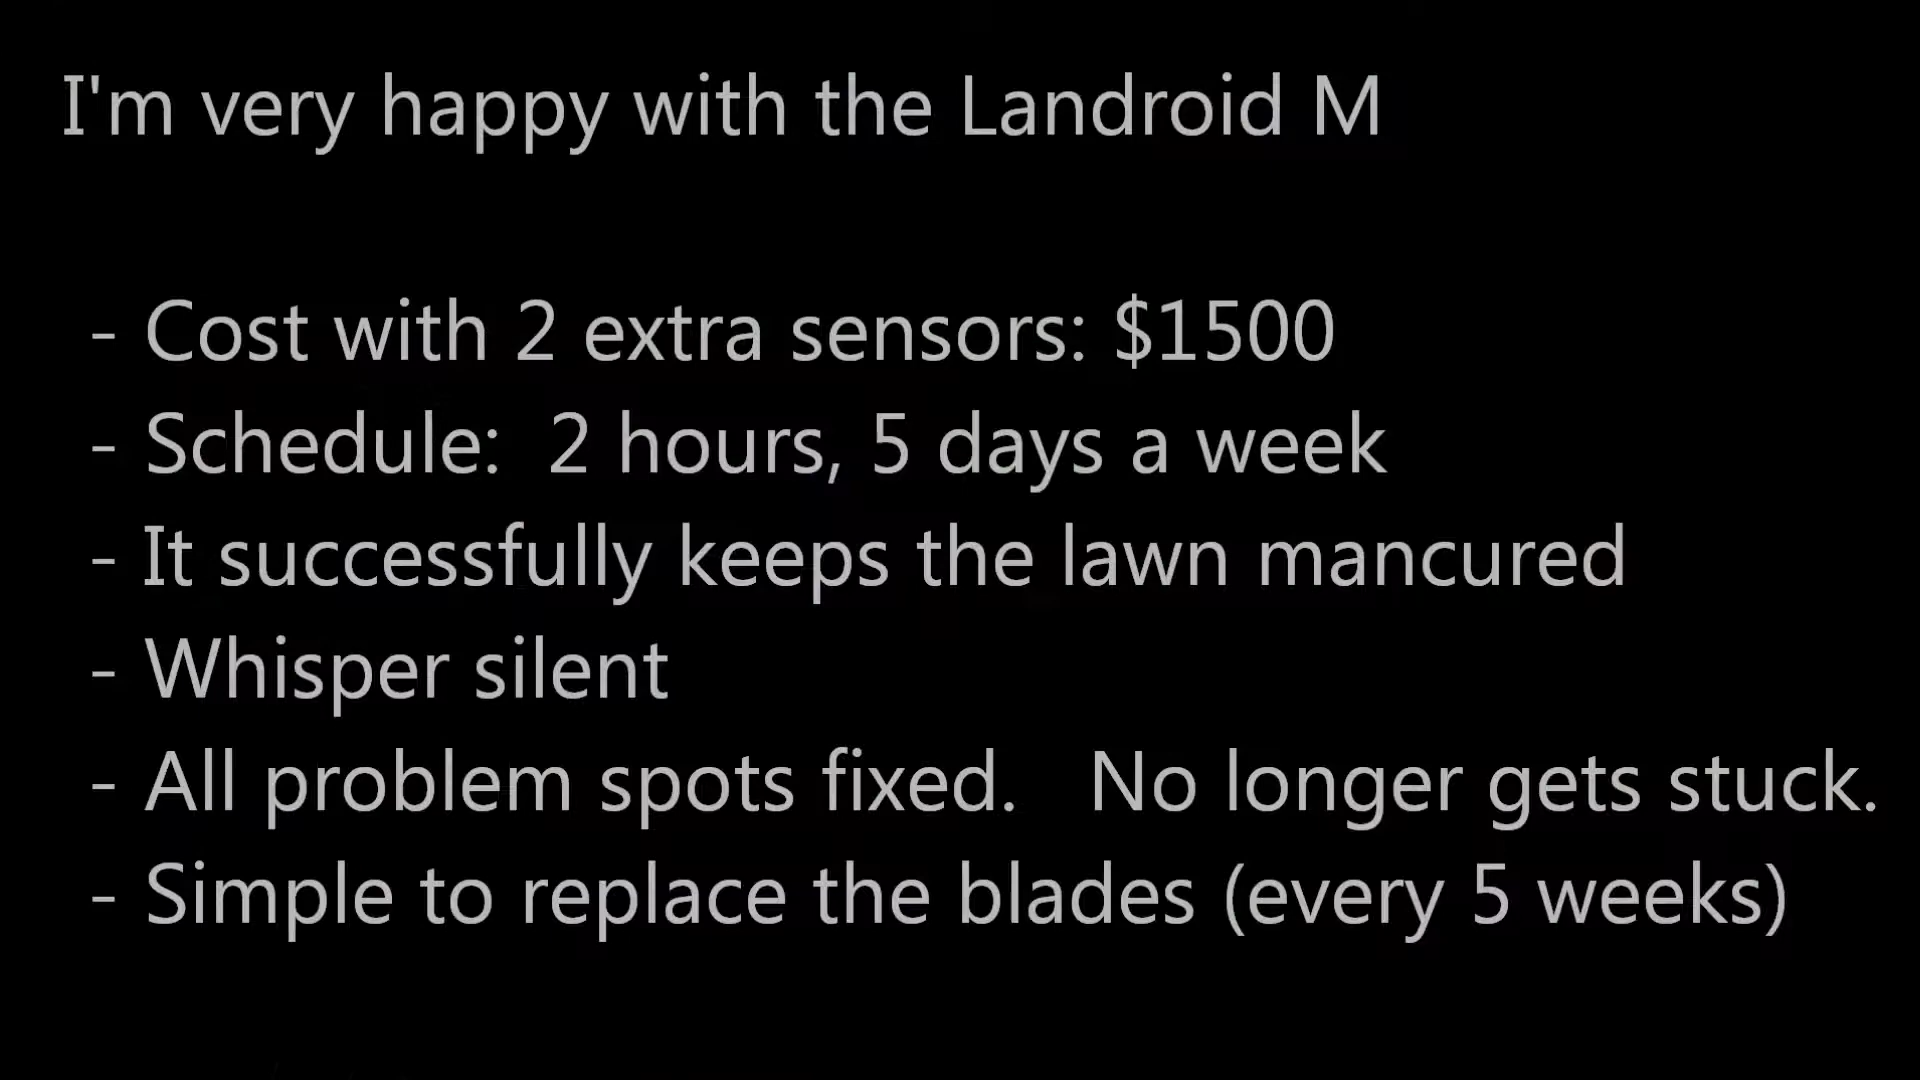 I'm very happy with the Landroid M
- Cost with 2 extra sensors: $1500
- Schedule:  2 hours, 5 days a week
- It successfully keeps the lawn mancured
- Whisper silent
- All problem spots fixed.   No longer gets stuck.
- Simple to replace the blades (every 5 weeks)